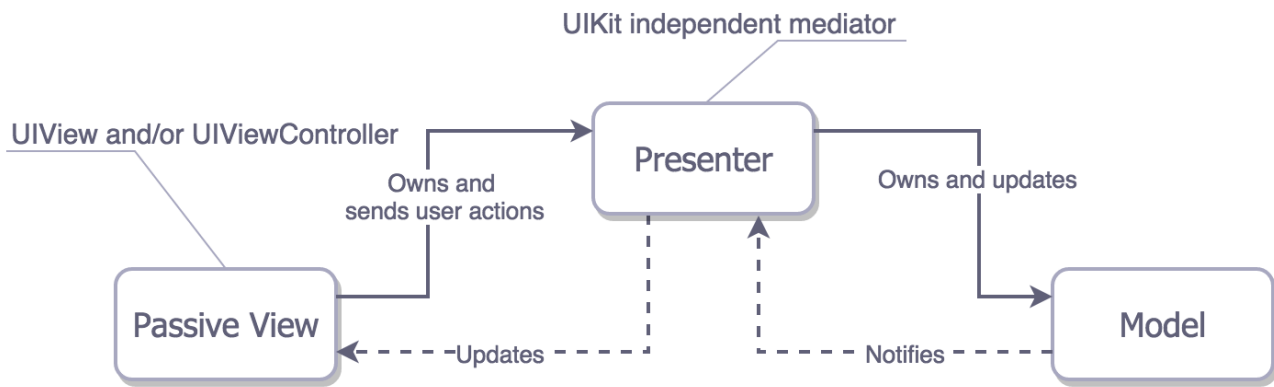 UIKit independent mediator
UIView and/or UIViewController
Presenter
Owns and
sends user actions
Owns and updates
Passive View
Model
Updates
Notifies